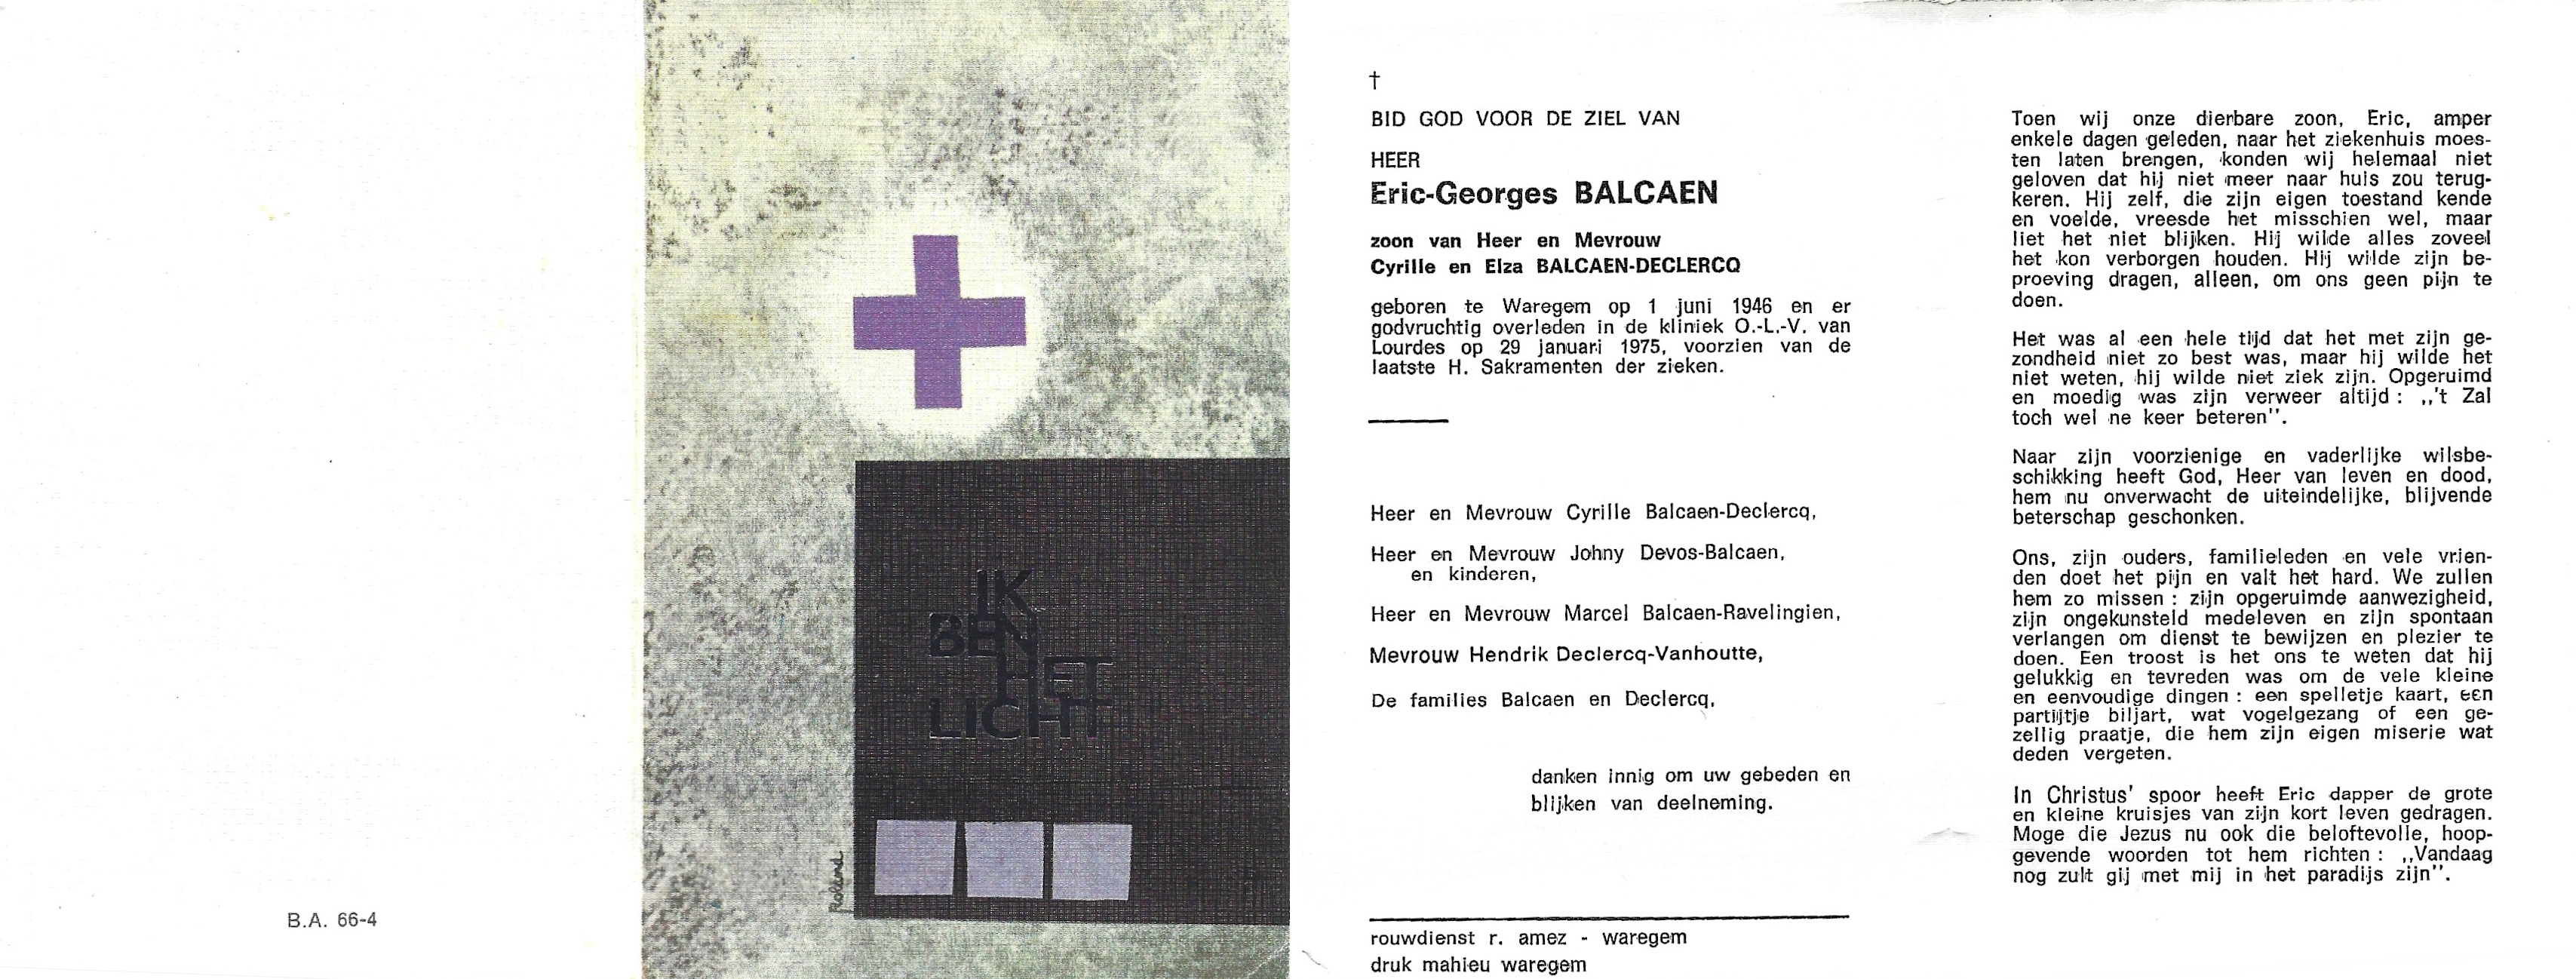 B.A. 66-4
IK
BEN
HET
LICHT
Roland
†
BID GOD VOOR DE ZIEL VAN
HEER
Eric-Georges BALCAEN
zoon van Heer en Mevrouw
Cyrille en Elza BALCAEN-DECLERCQ
geboren te Waregem op 1 juni 1946 en er
godvruchtig overleden in de kliniek O.-L.-V. van
Lourdes op 29 januari 1975, voorzien van de
laatste H. Sakramenten der zieken.
Heer en Mevrouw Cyrille Balcaen-Declercq,
Heer en Mevrouw Johny Devos-Balcaen,
en kinderen,
Heer en Mevrouw Marcel Balcaen-Ravelingien,
Mevrouw Hendrik Declercq-Vanhoutte,
De families Balcaen en Declercq,
danken innig om uw gebeden en
blijken van deelneming.
rouwdienst r. amez - waregem
druk mahieu waregem
Toen wij onze dierbare zoon, Eric, amper
enkele dagen geleden, naar het ziekenhuis moes-
ten laten brengen, konden wij helemaal niet
geloven dat hij niet meer naar huis zou terug-
keren. Hij zelf, die zijn eigen toestand kende
en voelde, vreesde het misschien wel, maar
liet het niet blijken. Hij wilde alles zoveel
het kon verborgen houden. Hij wilde zijn be-
proeving dragen, alleen, om ons geen pijn te
doen.
Het was al een hele tijd dat het met zijn ge-
zondheid niet zo best was, maar hij wilde het
niet weten, hij wilde niet ziek zijn. Opgeruimd
en moedig was zijn verweer altijd : ,,'t Zal
toch wel ne keer beteren''.
Naar zijn voorzienige en vaderlijke wilsbe-
schikking heeft God, Heer van leven en dood,
hem nu onverwacht de uiteindelijke, blijvende
beterschap geschonken.
Ons, zijn ouders, familieleden en vele vrien-
den doet het pijn en valt het hard. We zullen
hem zo missen : zijn opgeruimde aanwezigheid,
zijn ongekunsteld medeleven en zijn spontaan
verlangen om dienst te bewijzen en plezier te
doen. Een troost is het ons te weten dat hij
gelukkig en tevreden was om de vele kleine
en eenvoudige dingen : een spelletje kaart, een
partijtje biljart, wat vogelgezang of een ge-
zellig praatje, die hem zijn eigen miserie wat
deden vergeten.
In Christus' spoor heeft Eric dapper de grote
en kleine kruisjes van zijn kort leven gedragen.
Moge die Jezus nu ook die beloftevolle, hoop-
gevende woorden tot hem richten : ,,Vandaag
nog zult gij met mij in het paradijs zijn''.